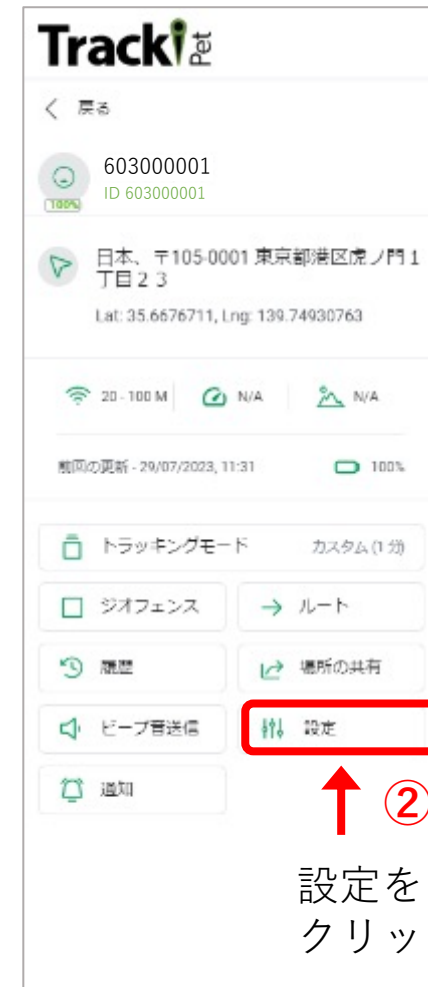 Tracki Pet
戻る
603000001
100%
ID 603000001
日本、〒105-0001 東京都港区虎ノ門１
丁目２３
Lat: 35.6676711, Lng: 139.74930763
20 - 100 M N/A N/A
前回の更新 - 29/07/2023, 11:31 100%
トラッキングモード カスタム (1 分)
ジオフェンス ルート
履歴 場所の共有
ビープ音送信 設定
通知
②
設定を
クリッ